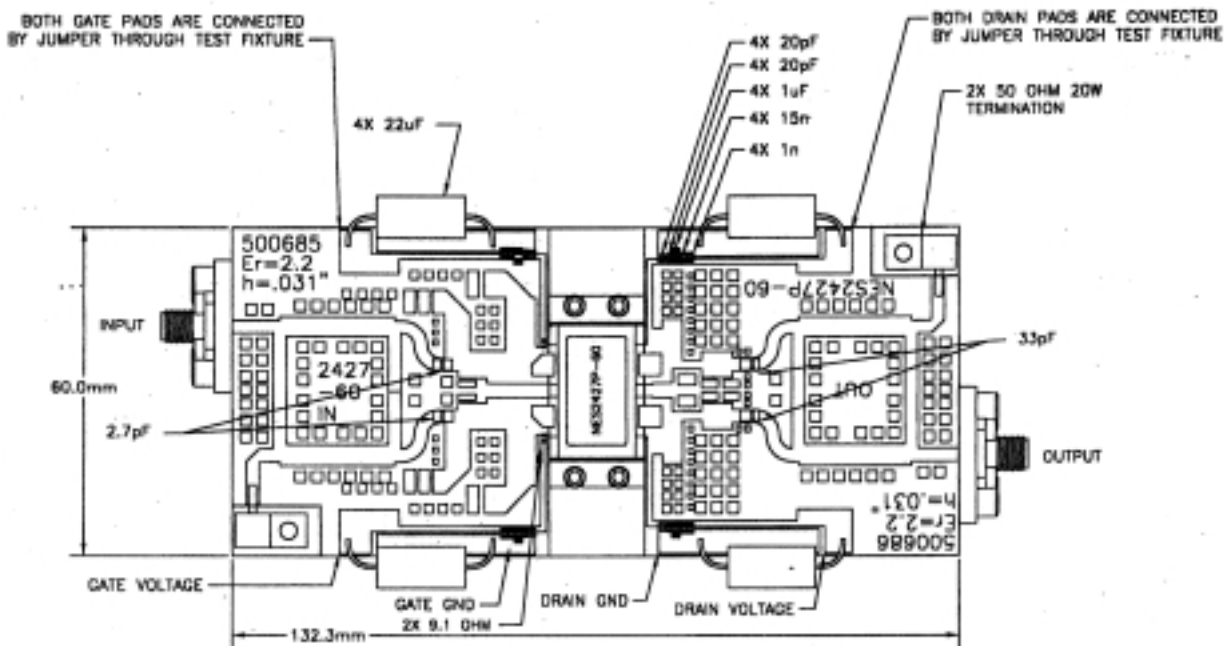 BOTH GATE PADS ARE CONNECTED
BY JUMPER THROUGH TEST FIXTURE
BOTH DRAIN PADS ARE CONNECTED
BY JUMPER THROUGH TEST FIXTURE
4X 20pF
4X 20pF
4X 1uF
4X 15n
4X 1n
2X 50 OHM 20W
TERMINATION
4X 22uF
500685
Er=2.2
h=.031"
NES2427P-60
INPUT
33pF
2427
-60
IN
NES2427P-60
OUT
60.0mm
2.7pF
OUTPUT
h=.031"
Er=2.2
500686
GATE VOLTAGE
GATE GND
2X 9.1 OHM
DRAIN GND
DRAIN VOLTAGE
132.3mm